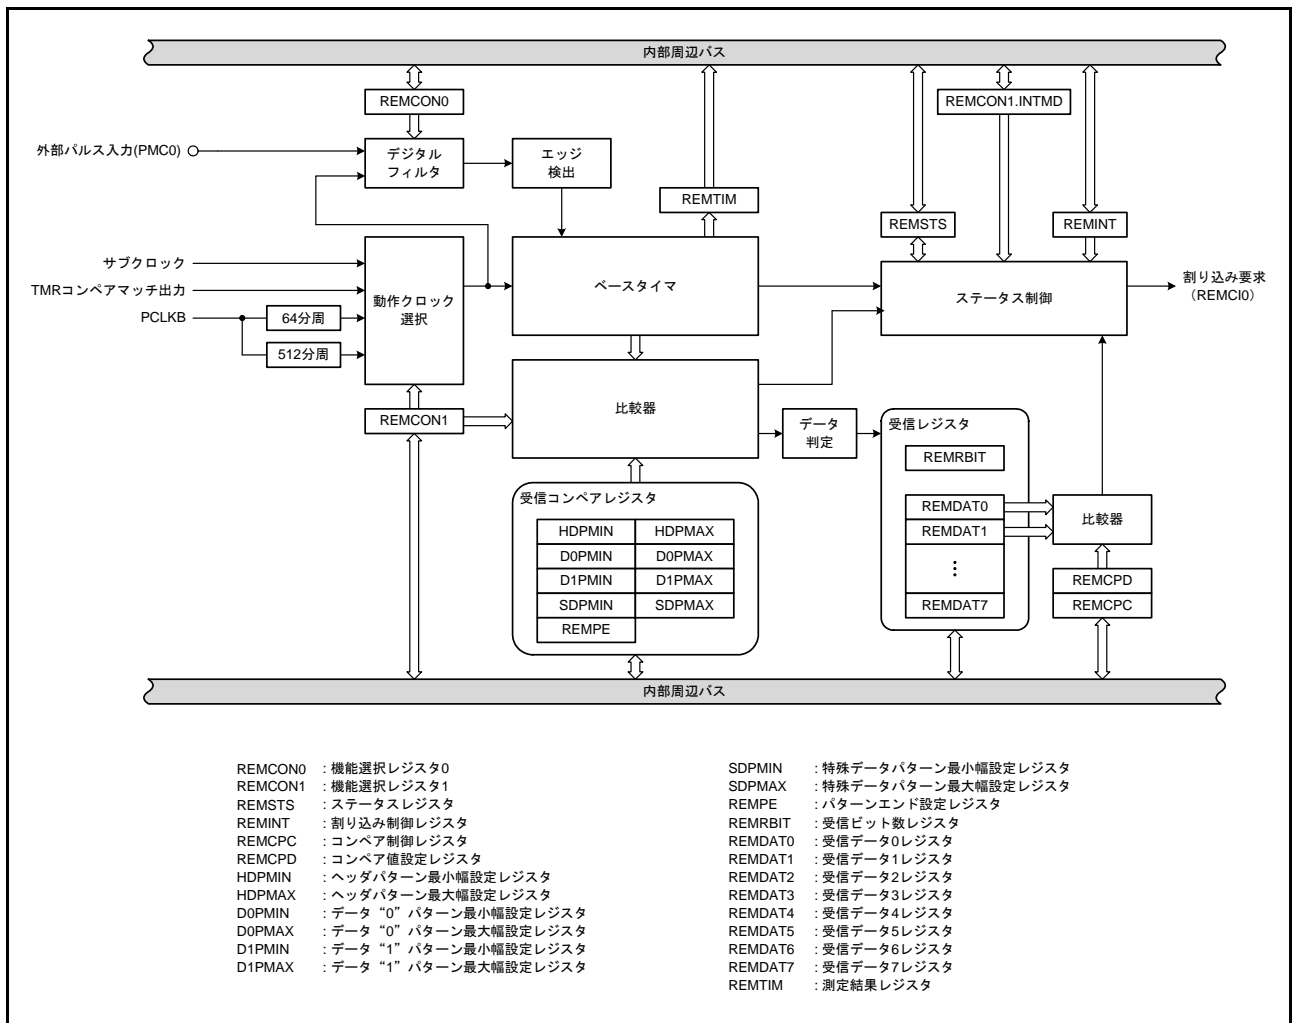 内部周辺バス
REMCON0
REMCON1.INTMD
外部パルス入力(PMC0)
デジタル
フィルタ
エッジ
検出
REMTIM
REMSTS
REMINT
サブクロック
TMRコンペアマッチ出力
PCLKB
64分周
512分周
動作クロック
選択
ベースタイマ
ステータス制御
割り込み要求
（REMCI0）
REMCON1
比較器
データ
判定
受信レジスタ
REMRBIT
REMDAT0
REMDAT1
⋮
REMDAT7
比較器
REMCPD
REMCPC
受信コンペアレジスタ
HDPMIN HDPMAX
D0PMIN D0PMAX
D1PMIN D1PMAX
SDPMIN SDPMAX
REMPE
内部周辺バス
REMCON0 : 機能選択レジスタ0
REMCON1 : 機能選択レジスタ1
REMSTS : ステータスレジスタ
REMINT : 割り込み制御レジスタ
REMCPC : コンペア制御レジスタ
REMCPD : コンペア値設定レジスタ
HDPMIN : ヘッダパターン最小幅設定レジスタ
HDPMAX : ヘッダパターン最大幅設定レジスタ
D0PMIN : データ“0”パターン最小幅設定レジスタ
D0PMAX : データ“0”パターン最大幅設定レジスタ
D1PMIN : データ“1”パターン最小幅設定レジスタ
D1PMAX : データ“1”パターン最大幅設定レジスタ
SDPMIN : 特殊データパターン最小幅設定レジスタ
SDPMAX : 特殊データパターン最大幅設定レジスタ
REMPE : パターンエンド設定レジスタ
REMRBIT : 受信ビット数レジスタ
REMDAT0 : 受信データ0レジスタ
REMDAT1 : 受信データ1レジスタ
REMDAT2 : 受信データ2レジスタ
REMDAT3 : 受信データ3レジスタ
REMDAT4 : 受信データ4レジスタ
REMDAT5 : 受信データ5レジスタ
REMDAT6 : 受信データ6レジスタ
REMDAT7 : 受信データ7レジスタ
REMTIM : 測定結果レジスタ